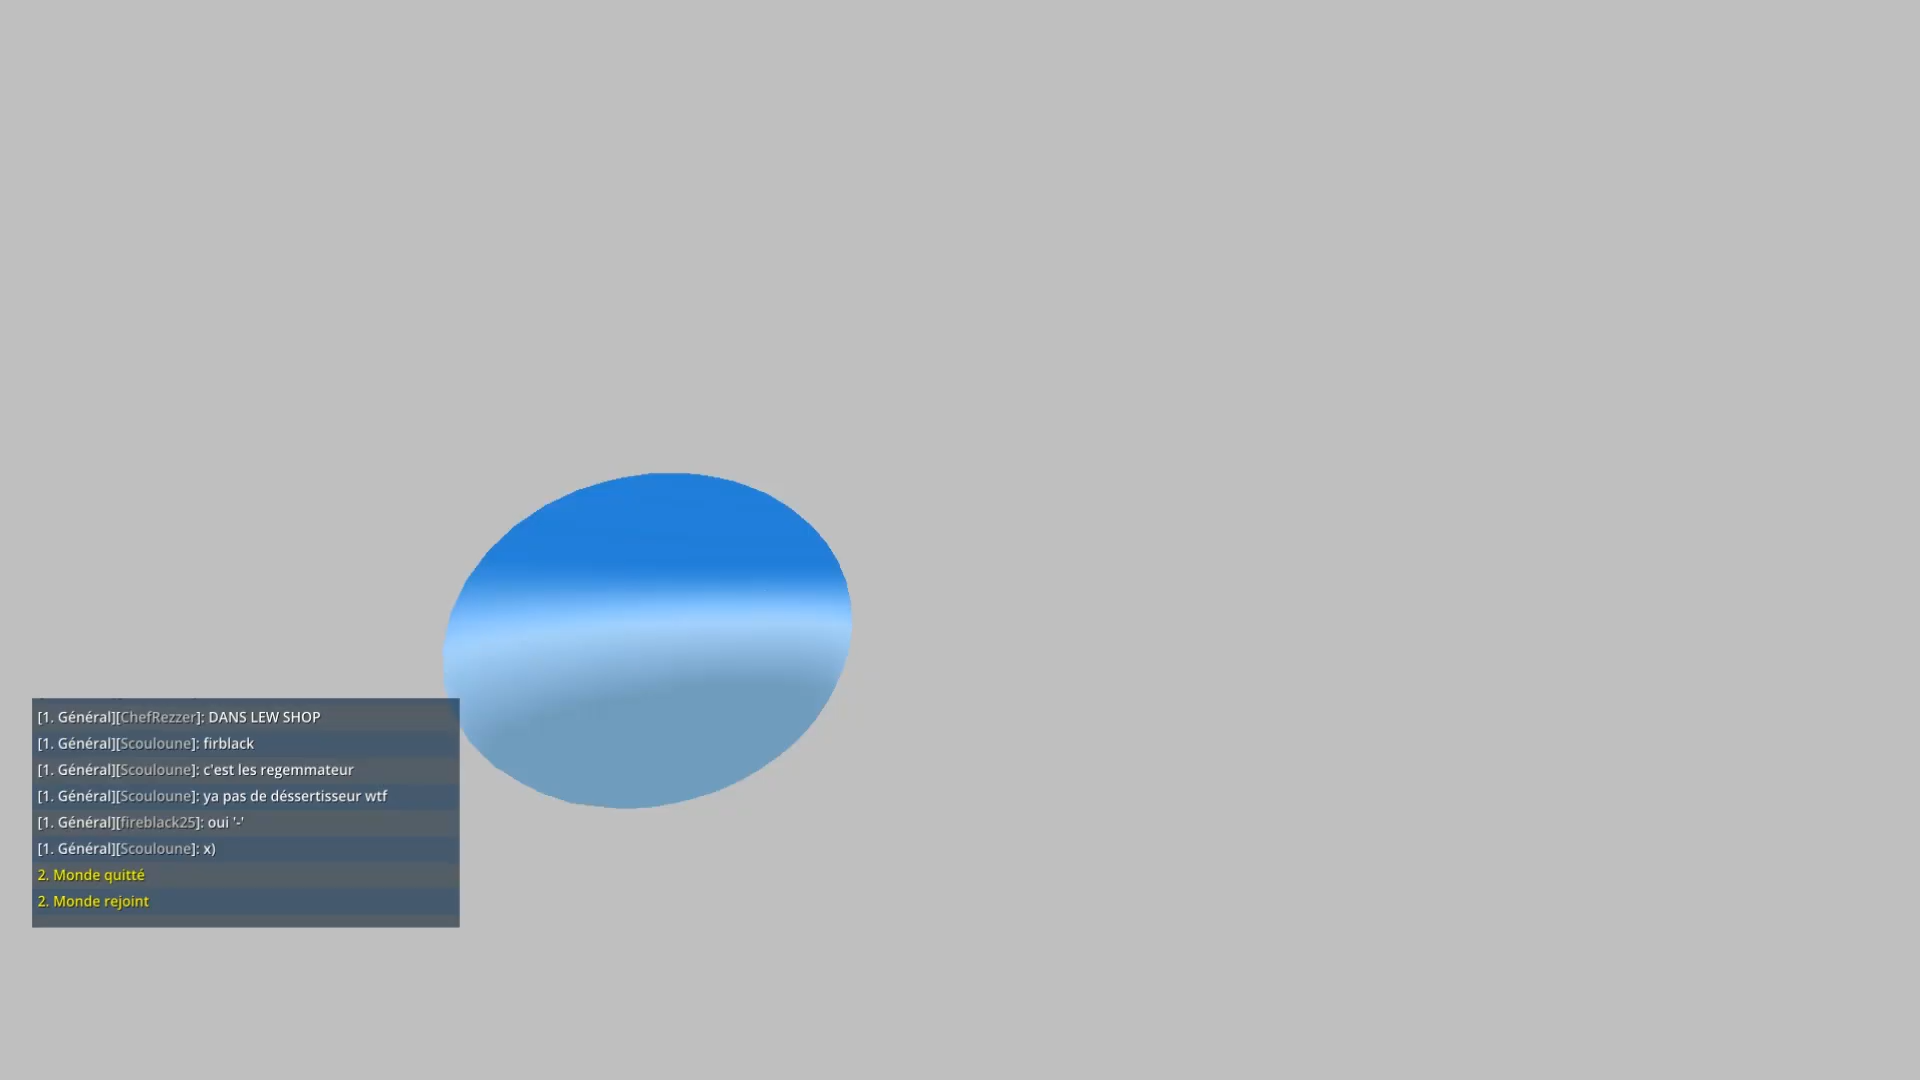 [1. Général][ChefRezzer]: DANS LEW SHOP
[1. Général][Scouloune]: firblack
[1. Général][Scouloune]: c'est les regemmateur
[1. Général][Scouloune]: ya pas de déssertisseur wtf
[1. Général][fireblack25]: oui '-'
[1. Général][Scouloune]: x)
2. Monde quitté
2. Monde rejoint